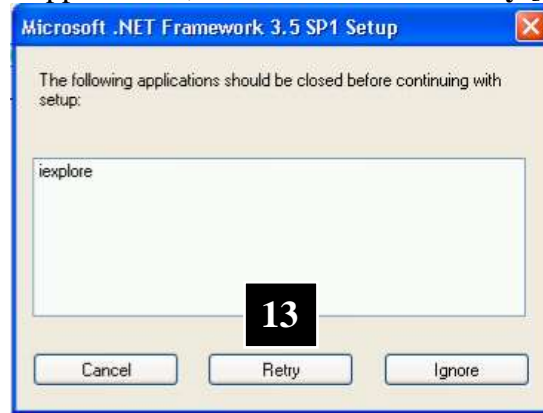 Microsoft .NET Framework 3.5 SP1 Setup
The following applications should be closed before continuing with
setup:
iexplore
13
Cancel Retry Ignore